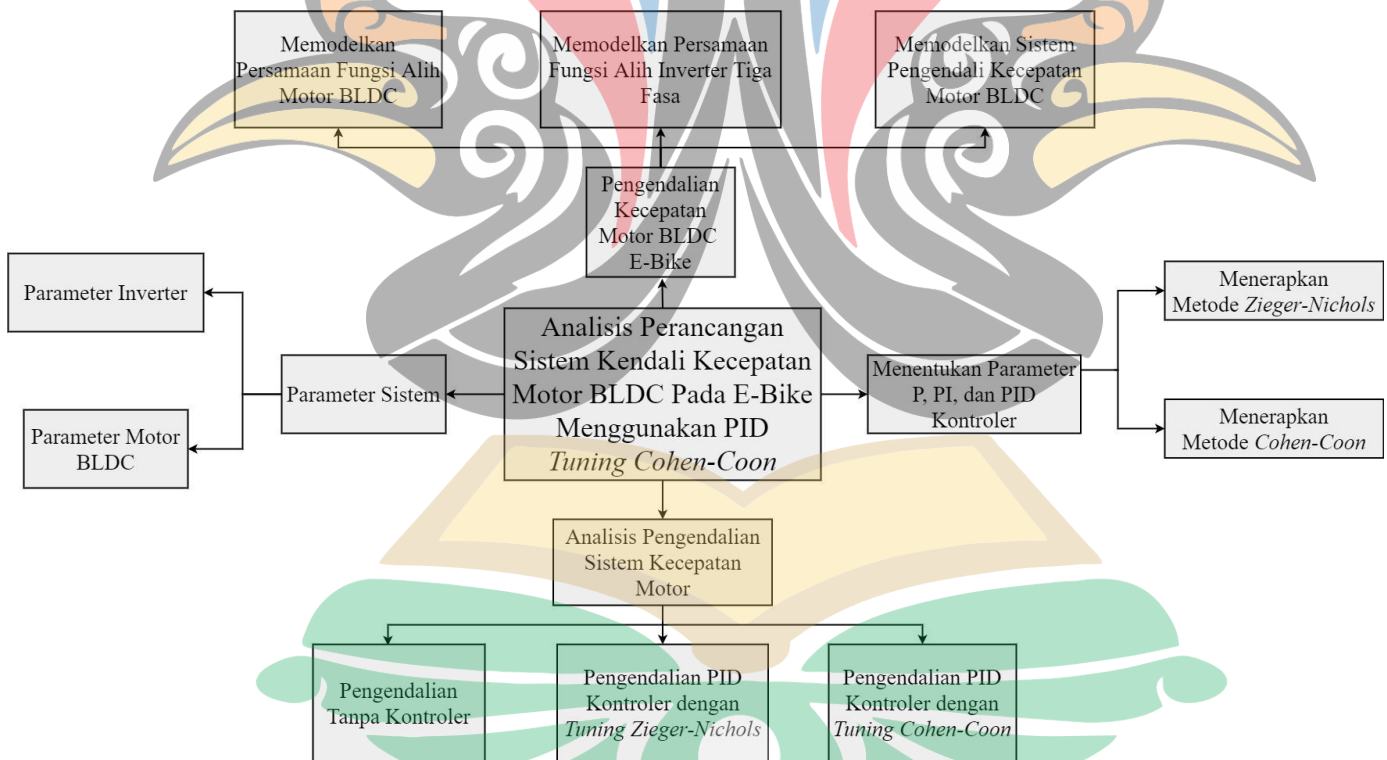 Memodelkan
Persamaan Fungsi Alih
Motor BLDC
Memodelkan Persamaan
Fungsi Alih Inverter Tiga
Fasa
Memodelkan Sistem
Pengendali Kecepatan
Motor BLDC
Pengendalian
Kecepatan
Motor BLDC
E-Bike
Parameter Inverter
Parameter Motor
BLDC
Parameter Sistem
Analisis Perancangan
Sistem Kendali Kecepatan
Motor BLDC Pada E-Bike
Menggunakan PID
Tuning Cohen-Coon
Menentukan Parameter
P, PI, dan PID
Kontroler
Menerapkan
Metode Zieger-Nichols
Menerapkan
Metode Cohen-Coon
Analisis Pengendalian
Sistem Kecepatan
Motor
Pengendalian
Tanpa Kontroler
Pengendalian PID
Kontroler dengan
Tuning Zieger-Nichols
Pengendalian PID
Kontroler dengan
Tuning Cohen-Coon